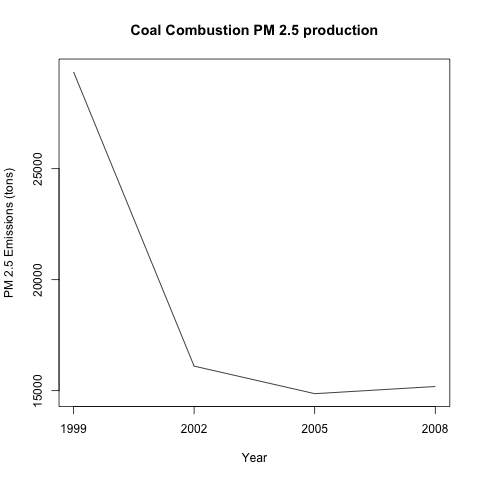 Coal Combustion PM 2.5 production
PM 2.5 Emissions (tons)
25000
20000
15000
1999 2002 2005 2008
Year